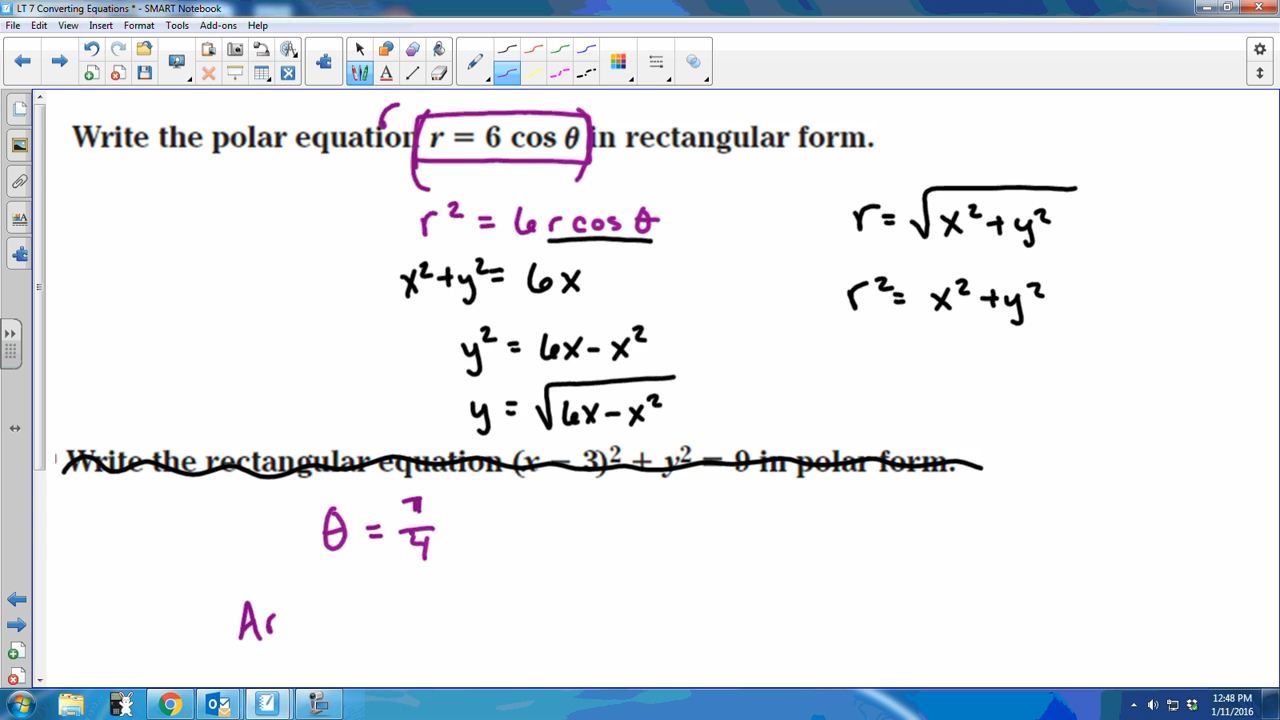 LT 7 Converting Equations * - SMART Notebook
File Edit View Insert Format Tools Add-ons Help
Write the polar equation r = 6 cos θ in rectangular form.
r² = 6 r cos θ
x²+y² = 6x
y² = 6x - x²
y = √(6x - x²)
r = √(x² + y²)
r² = x² + y²
Write the rectangular equation (x − 3)² + y² = 9 in polar form.
θ = π/4
Ar
12:48 PM
1/11/2016